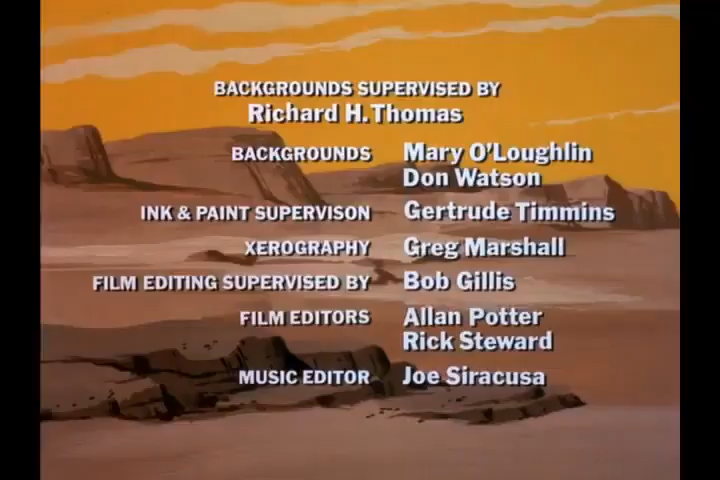 BACKGROUNDS SUPERVISED BY
Richard H. Thomas
BACKGROUNDS Mary O'Loughlin
Don Watson
INK & PAINT SUPERVISON Gertrude Timmins
XEROGRAPHY Greg Marshall
FILM EDITING SUPERVISED BY Bob Gillis
FILM EDITORS Allan Potter
Rick Steward
MUSIC EDITOR Joe Siracusa